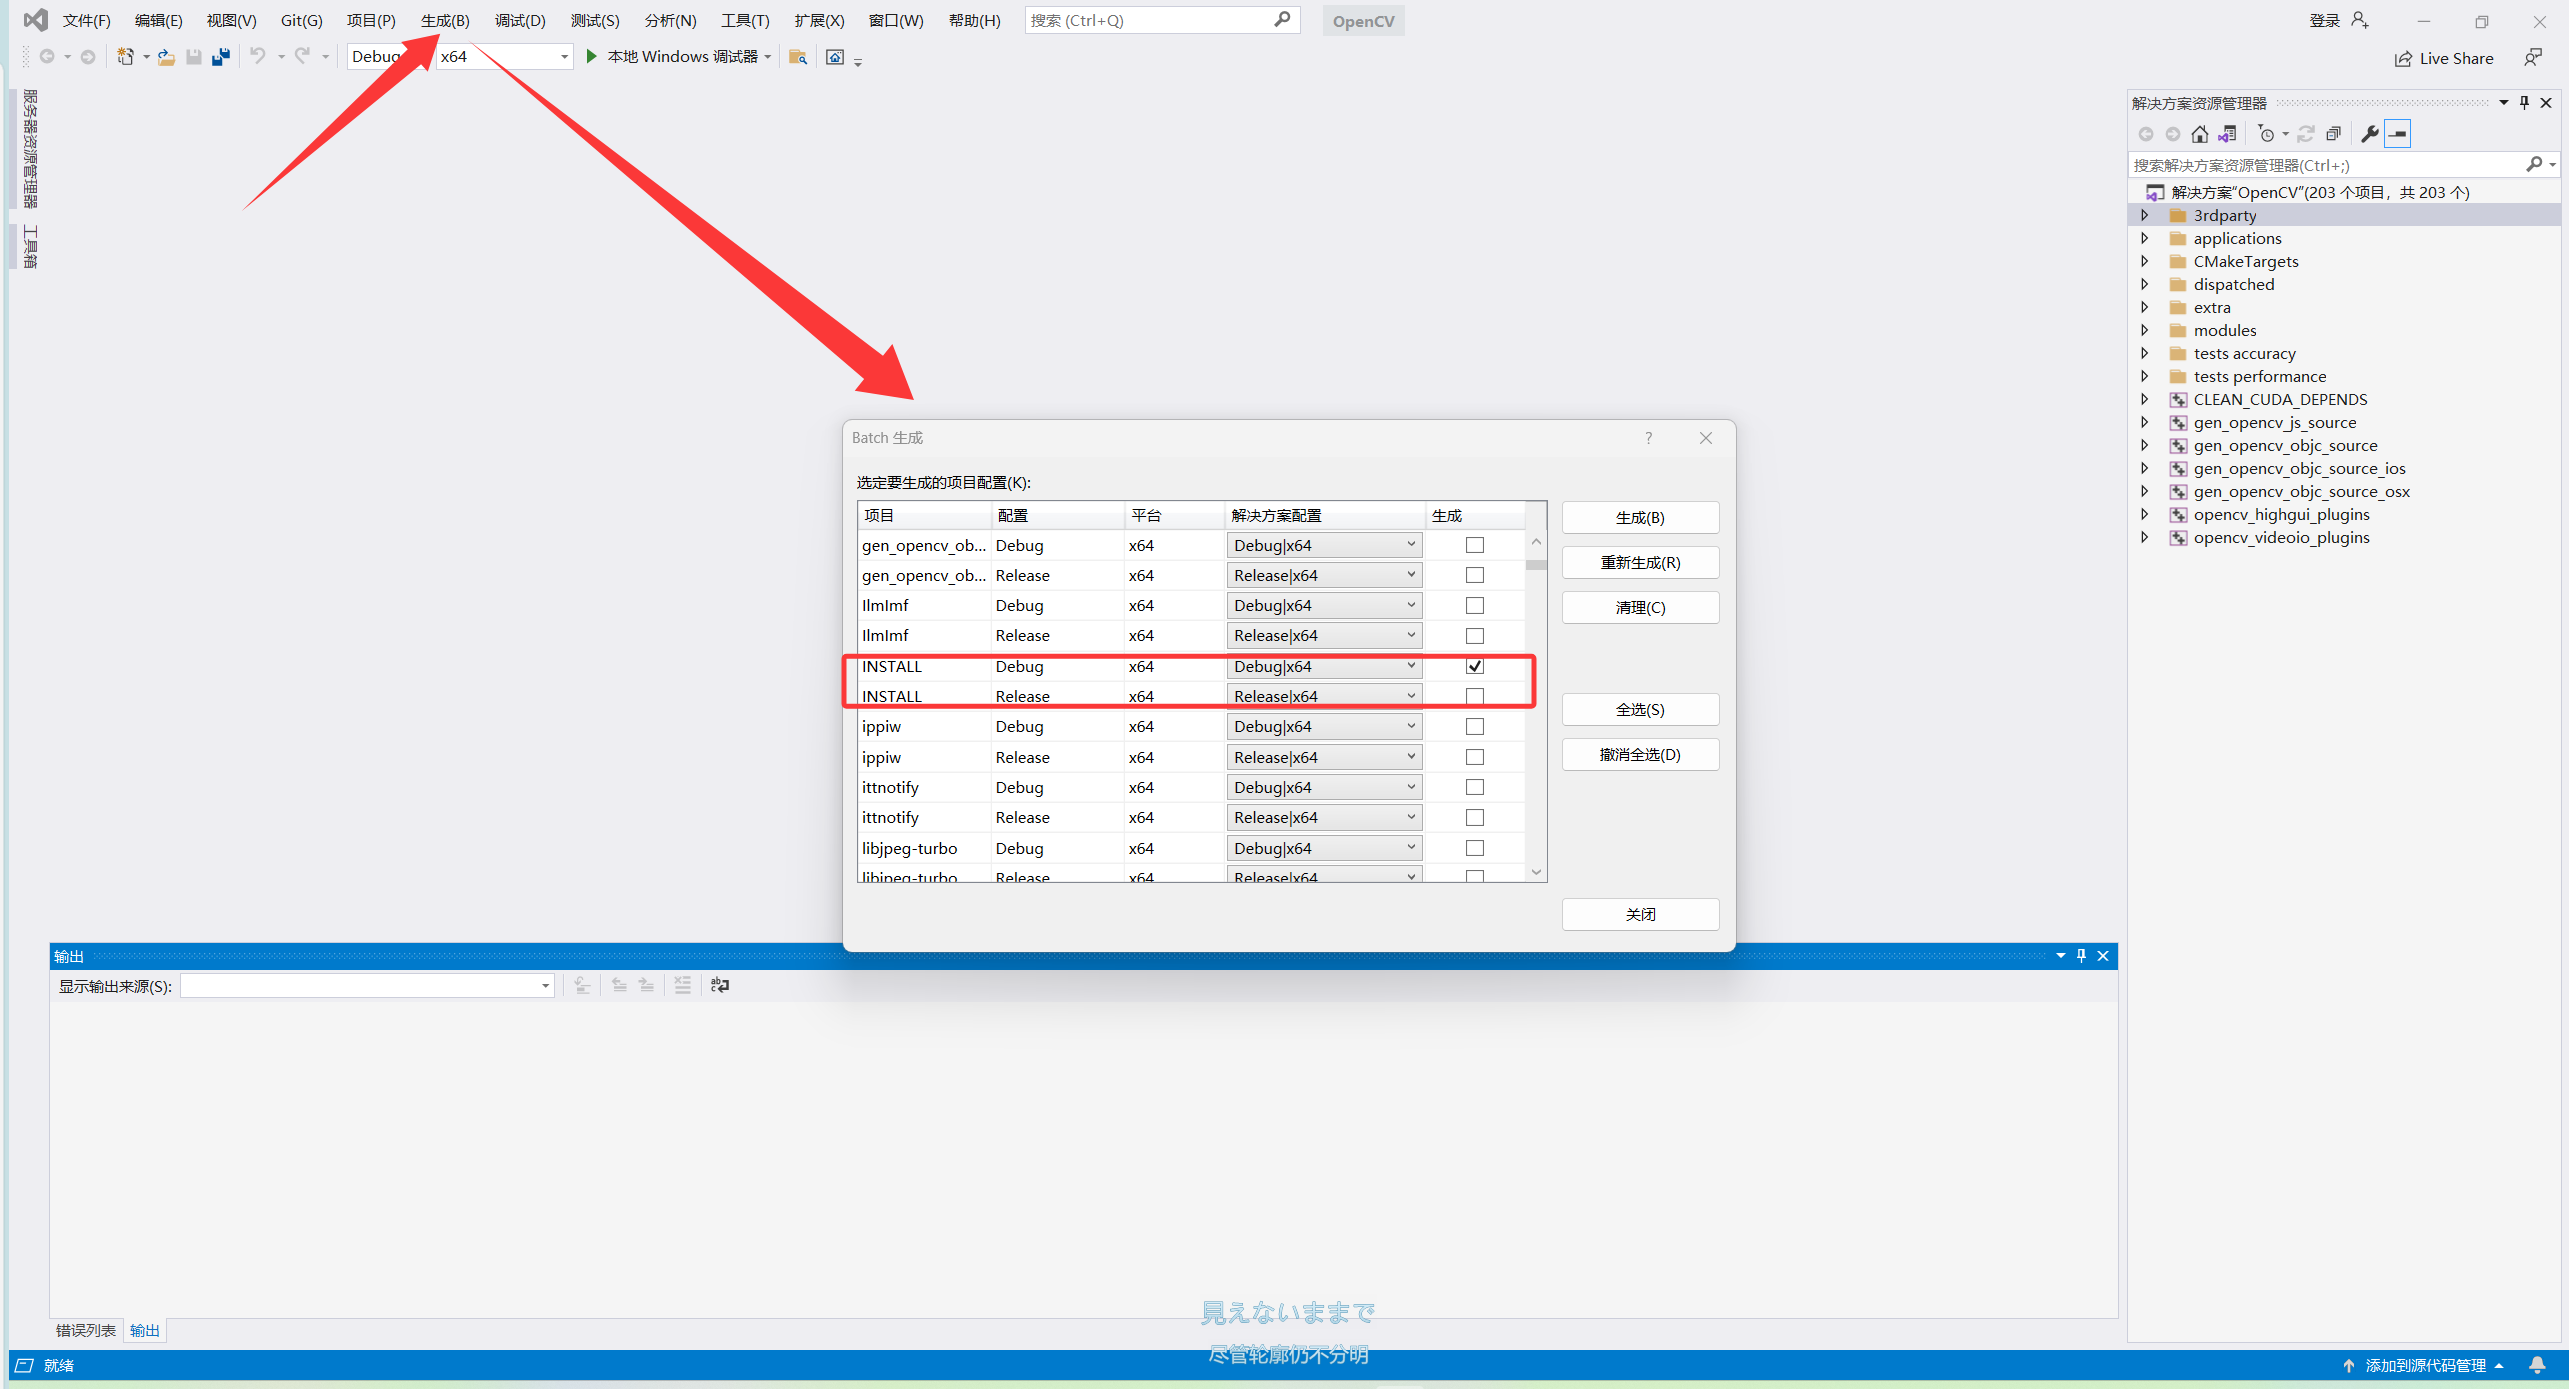 文件(F) 编辑(E) 视图(V) Git(G) 项目(P) 生成(B) 调试(D) 测试(S) 分析(N) 工具(T) 扩展(X) 窗口(W) 帮助(H) 搜索 (Ctrl+Q) OpenCV 登录
Debug x64 本地 Windows 调试器 Live Share
服务器资源管理器
工具箱
解决方案资源管理器
搜索解决方案资源管理器(Ctrl+;)
解决方案“OpenCV”(203 个项目，共 203 个)
3rdparty
applications
CMakeTargets
dispatched
extra
modules
tests accuracy
tests performance
CLEAN_CUDA_DEPENDS
gen_opencv_js_source
gen_opencv_objc_source
gen_opencv_objc_source_ios
gen_opencv_objc_source_osx
opencv_highgui_plugins
opencv_videoio_plugins
Batch 生成
选定要生成的项目配置(K):
项目 配置 平台 解决方案配置 生成
gen_opencv_ob... Debug x64 Debug|x64
gen_opencv_ob... Release x64 Release|x64
IlmImf Debug x64 Debug|x64
IlmImf Release x64 Release|x64
INSTALL Debug x64 Debug|x64
INSTALL Release x64 Release|x64
ippiw Debug x64 Debug|x64
ippiw Release x64 Release|x64
ittnotify Debug x64 Debug|x64
ittnotify Release x64 Release|x64
libjpeg-turbo Debug x64 Debug|x64
libjpeg-turbo Release x64 Release|x64
生成(B)
重新生成(R)
清理(C)
全选(S)
撤消全选(D)
关闭
输出
显示输出来源(S):
見えないままで
错误列表 输出
尽管轮廓仍不分明
就绪 添加到源代码管理